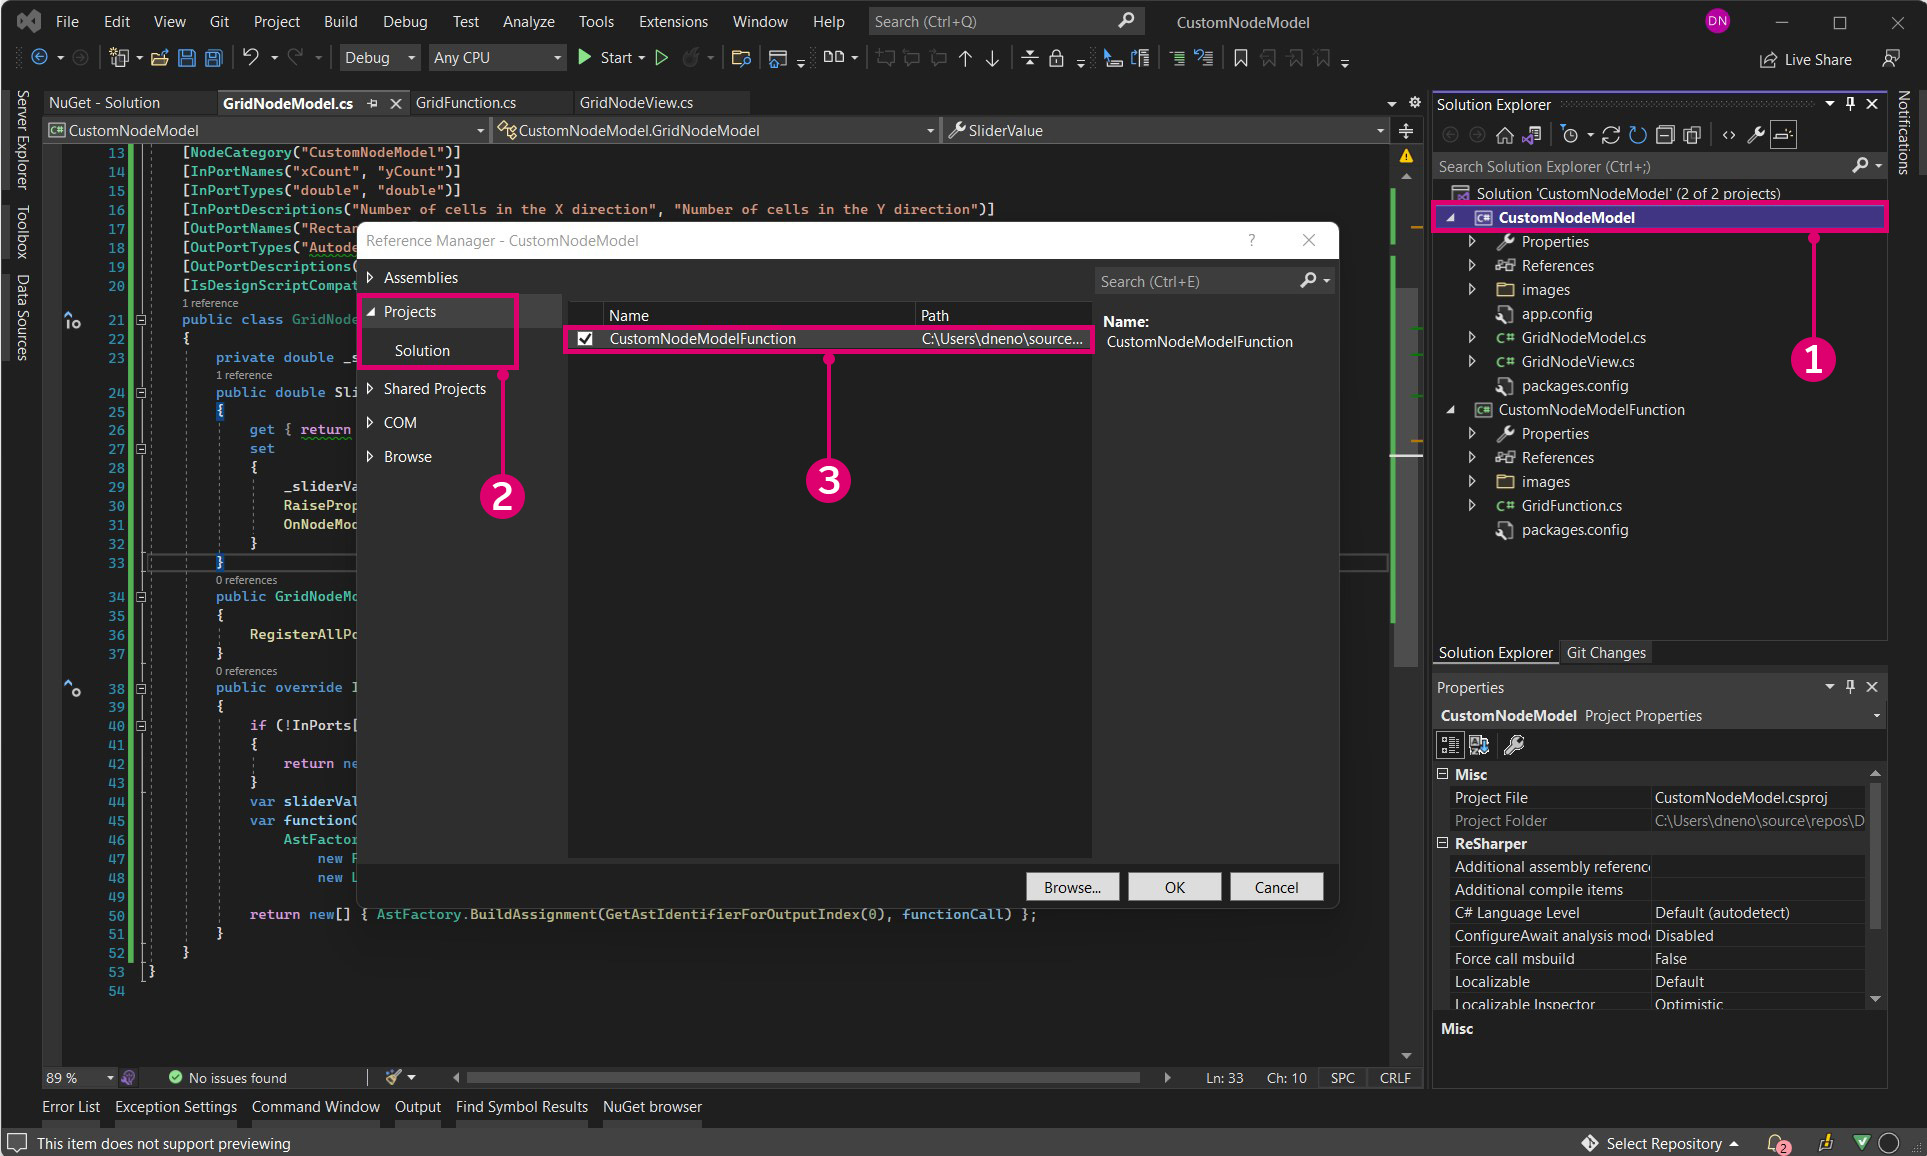 File Edit View Git Project Build Debug Test Analyze Tools Extensions Window Help Search (Ctrl+Q) CustomNodeModel DN
Debug Any CPU Start Live Share
Server Explorer
Toolbox
Data Sources
NuGet - Solution GridNodeModel.cs GridFunction.cs GridNodeView.cs
CustomNodeModel CustomNodeModel.GridNodeModel SliderValue
13 [NodeCategory("CustomNodeModel")]
14 [InPortNames("xCount", "yCount")]
15 [InPortTypes("double", "double")]
16 [InPortDescriptions("Number of cells in the X direction", "Number of cells in the Y direction")]
17 [OutPortNames("Rectan
18 [OutPortTypes("Autode
19 [OutPortDescriptions(
20 [IsDesignScriptCompat
1 reference
21 public class GridNode
22 {
23 private double _s
1 reference
24 public double Sli
25 {
26 get { return
27 set
28 {
29 _sliderVa
30 RaiseProp
31 OnNodeMod
32 }
33 }
0 references
34 public GridNodeMo
35 {
36 RegisterAllPo
37 }
0 references
38 public override I
39 {
40 if (!InPorts[
41 {
42 return ne
43 }
44 var sliderVal
45 var functionC
46 AstFactor
47 new F
48 new L
49
50 return new[] { AstFactory.BuildAssignment(GetAstIdentifierForOutputIndex(0), functionCall) };
51 }
52 }
53 }
54
Reference Manager - CustomNodeModel ?
Assemblies
Projects
Solution
Shared Projects
COM
Browse
Search (Ctrl+E)
Name Path
CustomNodeModelFunction C:\Users\dneno\source...
Name:
CustomNodeModelFunction
2
3
Browse... OK Cancel
Solution Explorer
Notifications
Search Solution Explorer (Ctrl+;)
Solution 'CustomNodeModel' (2 of 2 projects)
C# CustomNodeModel
Properties
References
images
app.config
C# GridNodeModel.cs
C# GridNodeView.cs
packages.config
C# CustomNodeModelFunction
Properties
References
images
C# GridFunction.cs
packages.config
1
Solution Explorer Git Changes
Properties
CustomNodeModel Project Properties
Misc
Project File CustomNodeModel.csproj
Project Folder C:\Users\dneno\source\repos\D
ReSharper
Additional assembly reference
Additional compile items
C# Language Level Default (autodetect)
ConfigureAwait analysis mode Disabled
Force call msbuild False
Localizable Default
Localizable Inspector Optimistic
Misc
89 % No issues found Ln: 33 Ch: 10 SPC CRLF
Error List Exception Settings Command Window Output Find Symbol Results NuGet browser
This item does not support previewing Select Repository 2